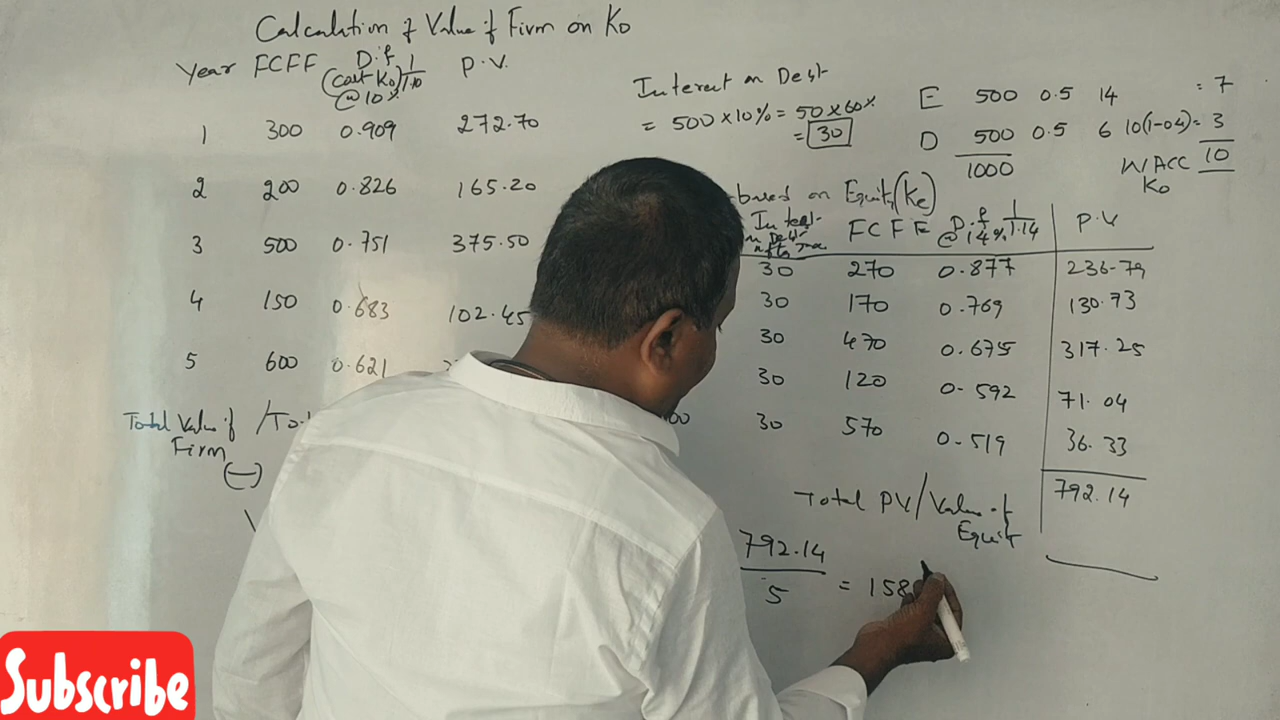 Calculation of Value of Firm on Ko
Year FCFF D.f 1/1.10 P.V.
(Cost Ko)
@ 10%
1 300 0.909 272.70
2 200 0.826 165.20
3 500 0.751 375.50
4 150 0.683 102.45
5 600 0.621
Total Value of / To
Firm
(-)
Interest on Debt
= 500 x 10% = 50 x 60%
= 30
E 500 0.5 14 = 7
D 500 0.5 6 10(1-04) = 3
1000 WACC 10
Ko
based on Equity (Ke)
Interest
on Debt
after tax
FCFE D.f 1/1.14 P.V
@ 14%
30 270 0.877 236.79
30 170 0.769 130.73
30 470 0.675 317.25
30 120 0.592 71.04
00 30 570 0.519 36.33
Total PV/Value of 792.14
Equity
792.14
5 = 158
Subscribe